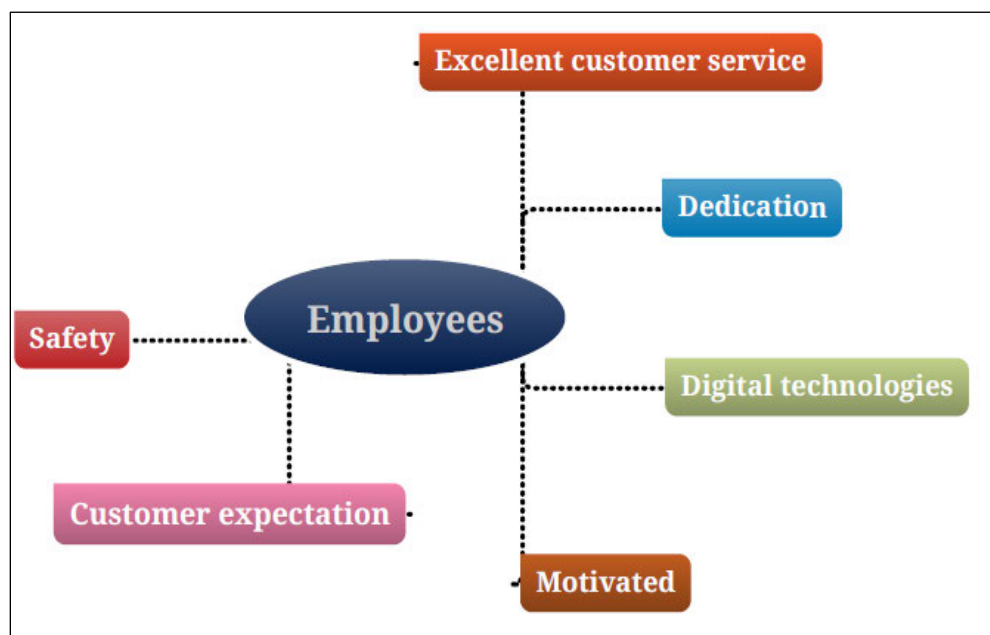 Excellent customer service
Dedication
Employees
Safety
Digital technologies
Customer expectation
Motivated